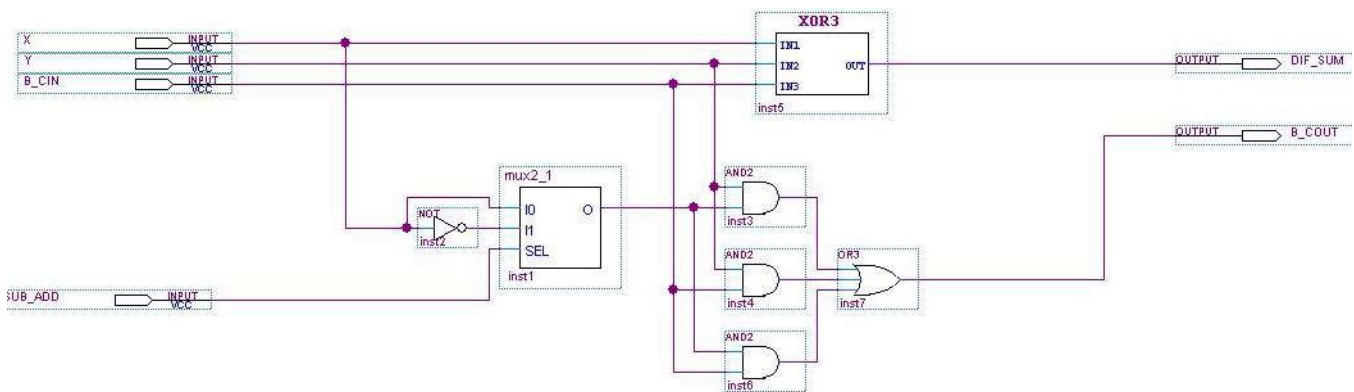 XOR3
X INPUT VCC
Y INPUT VCC
B_CIN INPUT VCC
IN1
IN2 OUT
IN3
inst5
OUTPUT DIF_SUM
OUTPUT B_COUT
mux2_1
I0 O
I1
SEL
inst1
NOT
inst2
AND2
inst3
AND2
inst4
OR3
inst7
AND2
inst6
SUB_ADD INPUT VCC